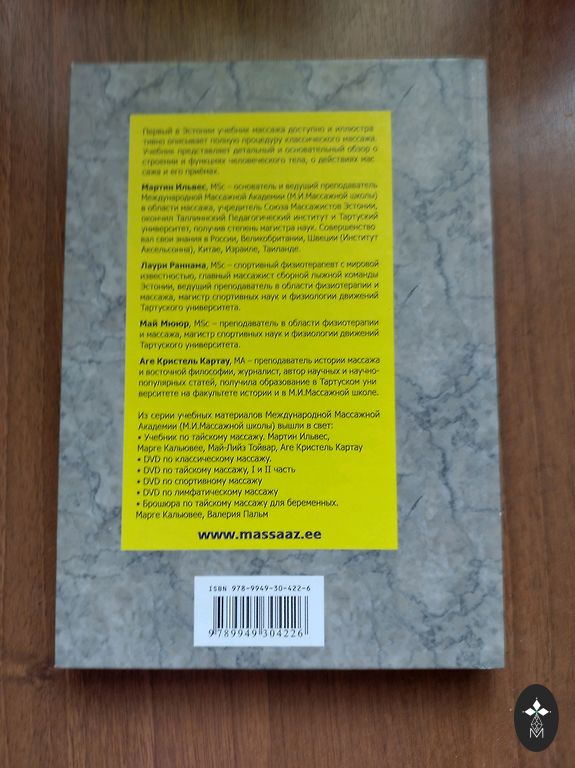 Первый в Эстонии учебник массажа доступно и иллюстра
тивно описывает полную процедуру классического массажа.
Учебник представляет детальный и основательный обзор о
строении и функциях человеческого тела, о действиях мас
сажа и его приёмах.
Мартин Ильвес, MSc – основатель и ведущий преподаватель
Международной Массажной Академии (М.И.Массажной школы)
в области массажа, учредитель Союза Массажистов Эстонии,
окончил Таллиннский Педагогический институт и Тартуский
университет, получив степень магистра наук. Совершенство
вал свои знания в России, Великобритании, Швеции (Институт
Аксельсонна), Китае, Израиле, Таиланде.
Лаури Раннама, MSc – спортивный физиотерапевт с мировой
известностью, главный массажист сборной лыжной команды
Эстонии, ведущий преподаватель в области физиотерапии и
массажа, магистр спортивных наук и физиологии движений
Тартуского университета.
Май Мююр, MSc – преподаватель в области физиотерапии
и массажа, магистр спортивных наук и физиологии движений
Тартуского университета.
Аге Кристель Картау, MA – преподаватель истории массажа
и восточной философии, журналист, автор научных и научно-
популярных статей, получила образование в Тартуском уни
верситете на факультете истории и в М.И.Массажной школе.
Из серии учебных материалов Международной Массажной
Академии (М.И.Массажной школы) вышли в свет:
• Учебник по тайскому массажу. Мартин Ильвес,
Марге Кальювее, Май-Лийз Тойвар, Аге Кристель Картау
• DVD по классическому массажу.
• DVD по тайскому массажу, I и II часть
• DVD по спортивному массажу
• DVD по лимфатическому массажу
• Брошюра по тайскому массажу для беременных.
Марге Кальювее, Валерия Пальм
www.massaaz.ee
ISBN 978-9949-30-422-6
9 789949 304226
M